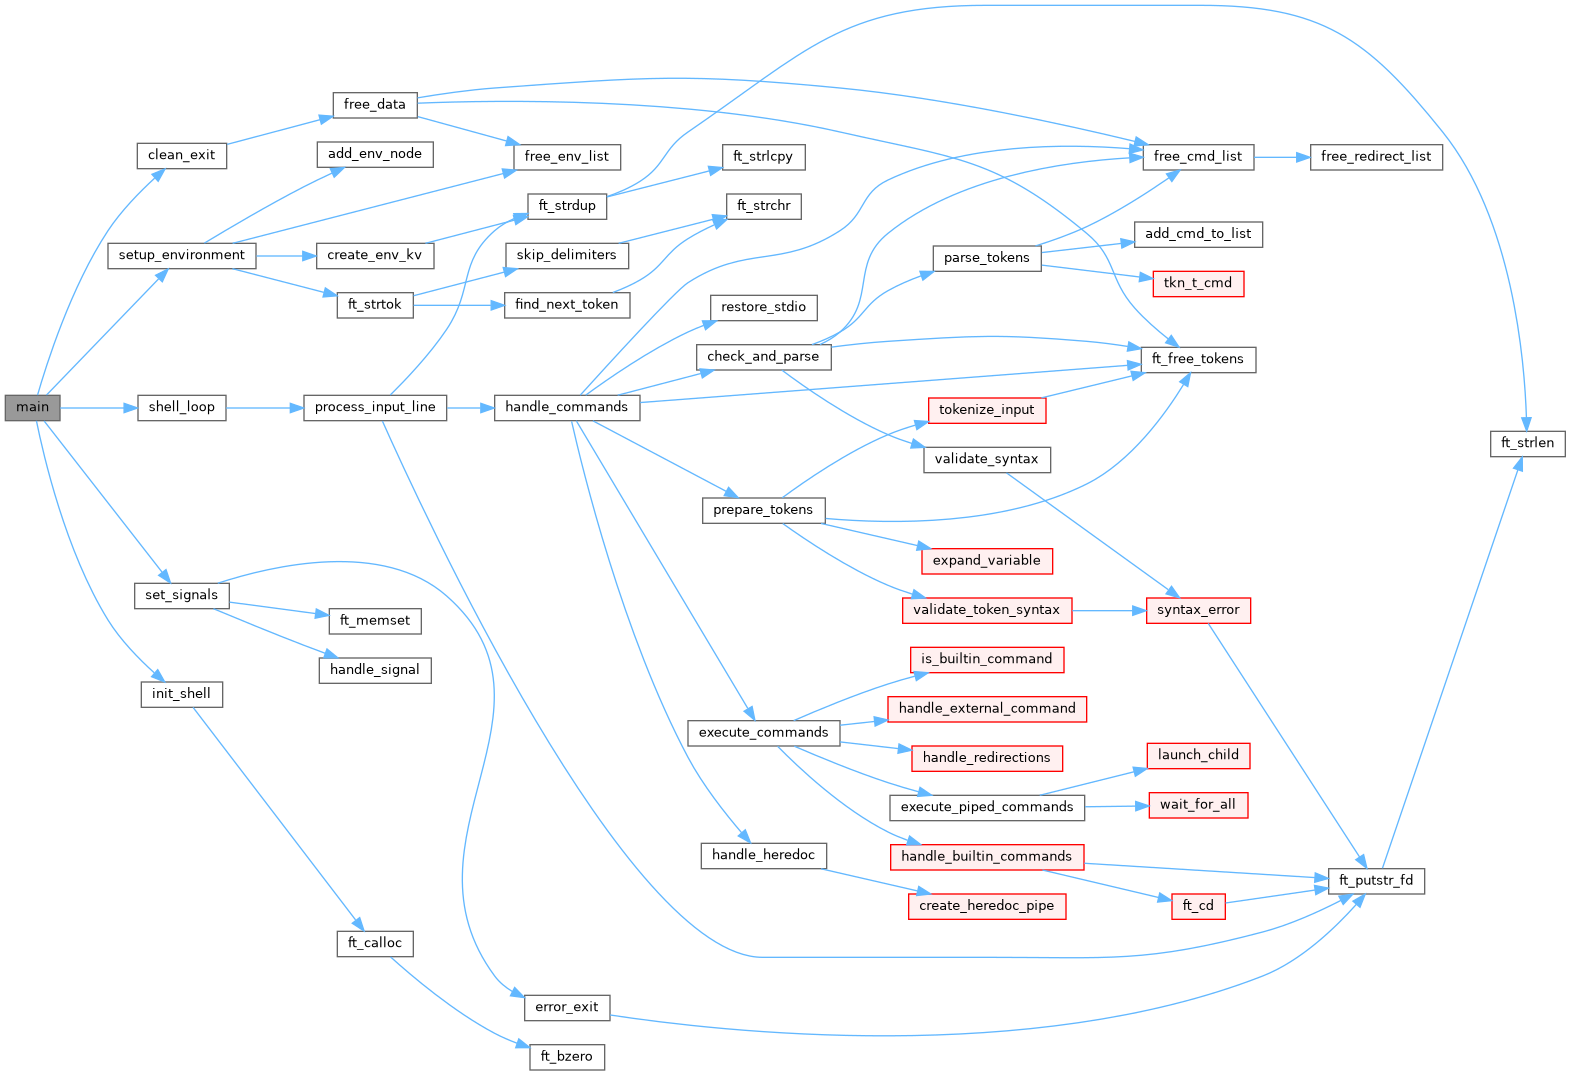 main
clean_exit
setup_environment
shell_loop
set_signals
init_shell
free_data
add_env_node
create_env_kv
ft_strtok
process_input_line
ft_memset
handle_signal
ft_calloc
free_env_list
ft_strdup
skip_delimiters
find_next_token
handle_commands
error_exit
ft_bzero
ft_strlcpy
ft_strchr
restore_stdio
check_and_parse
prepare_tokens
execute_commands
handle_heredoc
parse_tokens
tokenize_input
validate_syntax
expand_variable
validate_token_syntax
is_builtin_command
handle_external_command
handle_redirections
execute_piped_commands
handle_builtin_commands
create_heredoc_pipe
free_cmd_list
add_cmd_to_list
tkn_t_cmd
ft_free_tokens
syntax_error
launch_child
wait_for_all
ft_cd
free_redirect_list
ft_putstr_fd
ft_strlen